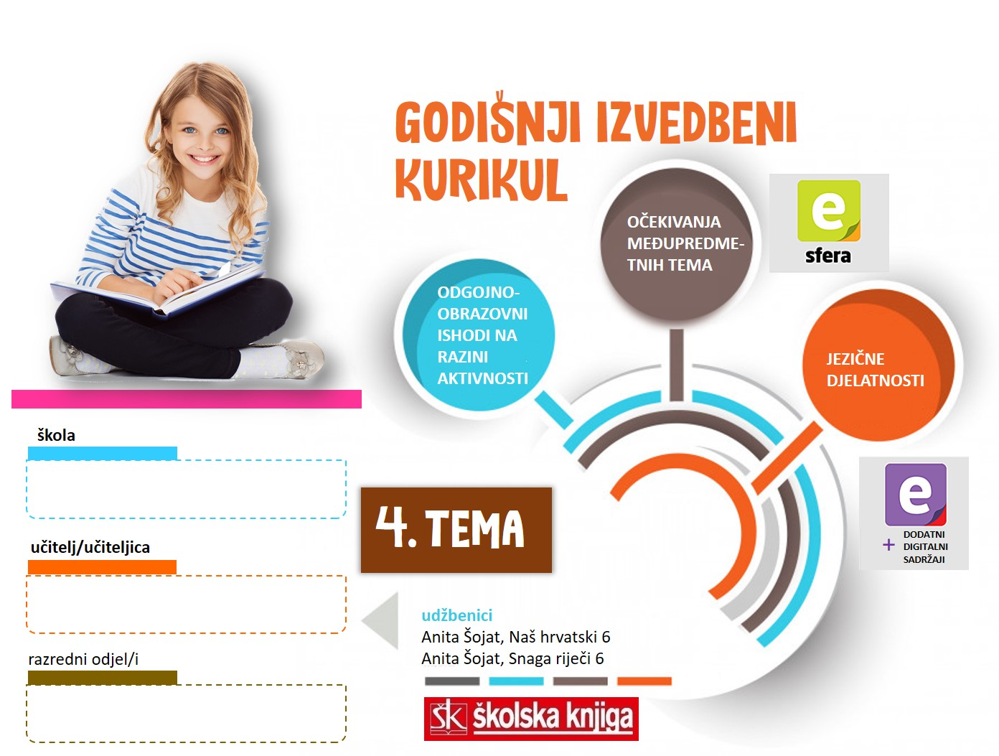 GODIŠNJI IZVEDBENI
KURIKUL
OČEKIVANJA
MEĐUPREDME-
TNIH TEMA
e
sfera
ODGOJNO-
OBRAZOVNI
ISHODI NA
RAZINI
AKTIVNOSTI
JEZIČNE
DJELATNOSTI
škola
e
+ DODATNI
DIGITALNI
SADRŽAJI
4. TEMA
učitelj/učiteljica
udžbenici
Anita Šojat, Naš hrvatski 6
Anita Šojat, Snaga riječi 6
razredni odjel/i
ŠK školska knjiga